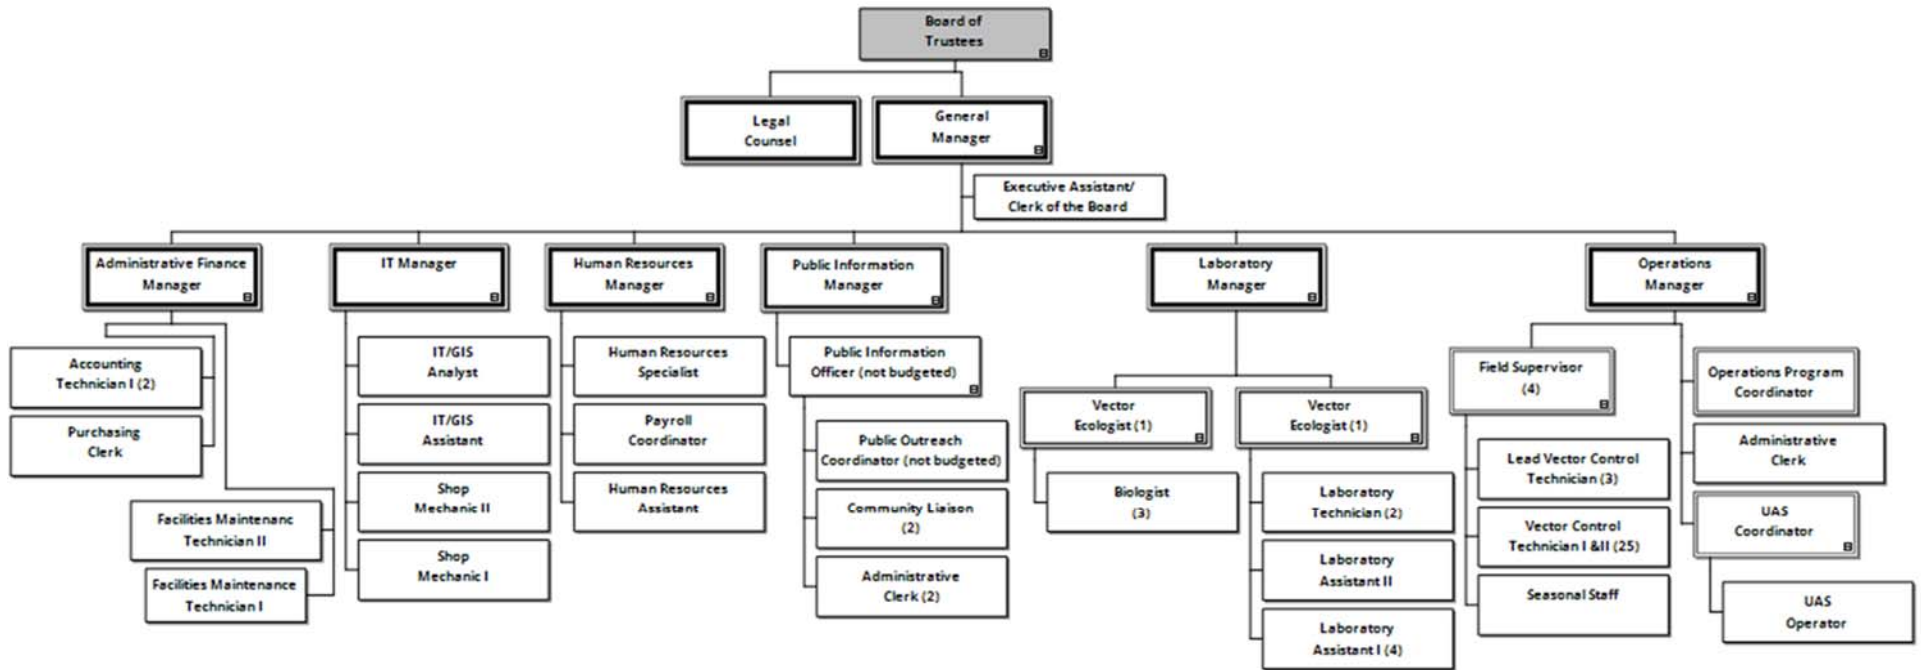 Board of
Trustees
Legal
Counsel
General
Manager
Executive Assistant/
Clerk of the Board
Administrative Finance
Manager
IT Manager
Human Resources
Manager
Public Information
Manager
Laboratory
Manager
Operations
Manager
Accounting
Technician I (2)
Purchasing
Clerk
Facilities Maintenanc
Technician II
Facilities Maintenance
Technician I
IT/GIS
Analyst
IT/GIS
Assistant
Shop
Mechanic II
Shop
Mechanic I
Human Resources
Specialist
Payroll
Coordinator
Human Resources
Assistant
Public Information
Officer (not budgeted)
Public Outreach
Coordinator (not budgeted)
Community Liaison
(2)
Administrative
Clerk (2)
Vector
Ecologist (1)
Biologist
(3)
Vector
Ecologist (1)
Laboratory
Technician (2)
Laboratory
Assistant II
Laboratory
Assistant I (4)
Field Supervisor
(4)
Lead Vector Control
Technician (3)
Vector Control
Technician I &II (25)
Seasonal Staff
Operations Program
Coordinator
Administrative
Clerk
UAS
Coordinator
UAS
Operator